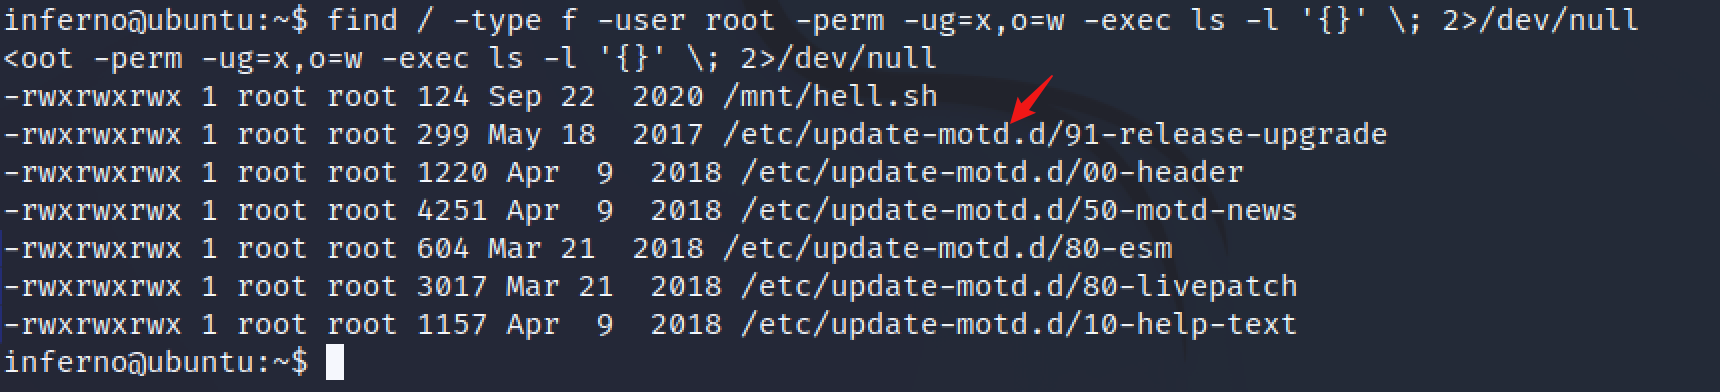 inferno@ubuntu:~$ find / -type f -user root -perm -ug=x,o=w -exec ls -l '{}' \; 2>/dev/null
<oot -perm -ug=x,o=w -exec ls -l '{}' \; 2>/dev/null
-rwxrwxrwx 1 root root 124 Sep 22  2020 /mnt/hell.sh
-rwxrwxrwx 1 root root 299 May 18  2017 /etc/update-motd.d/91-release-upgrade
-rwxrwxrwx 1 root root 1220 Apr  9  2018 /etc/update-motd.d/00-header
-rwxrwxrwx 1 root root 4251 Apr  9  2018 /etc/update-motd.d/50-motd-news
-rwxrwxrwx 1 root root 604 Mar 21  2018 /etc/update-motd.d/80-esm
-rwxrwxrwx 1 root root 3017 Mar 21  2018 /etc/update-motd.d/80-livepatch
-rwxrwxrwx 1 root root 1157 Apr  9  2018 /etc/update-motd.d/10-help-text
inferno@ubuntu:~$